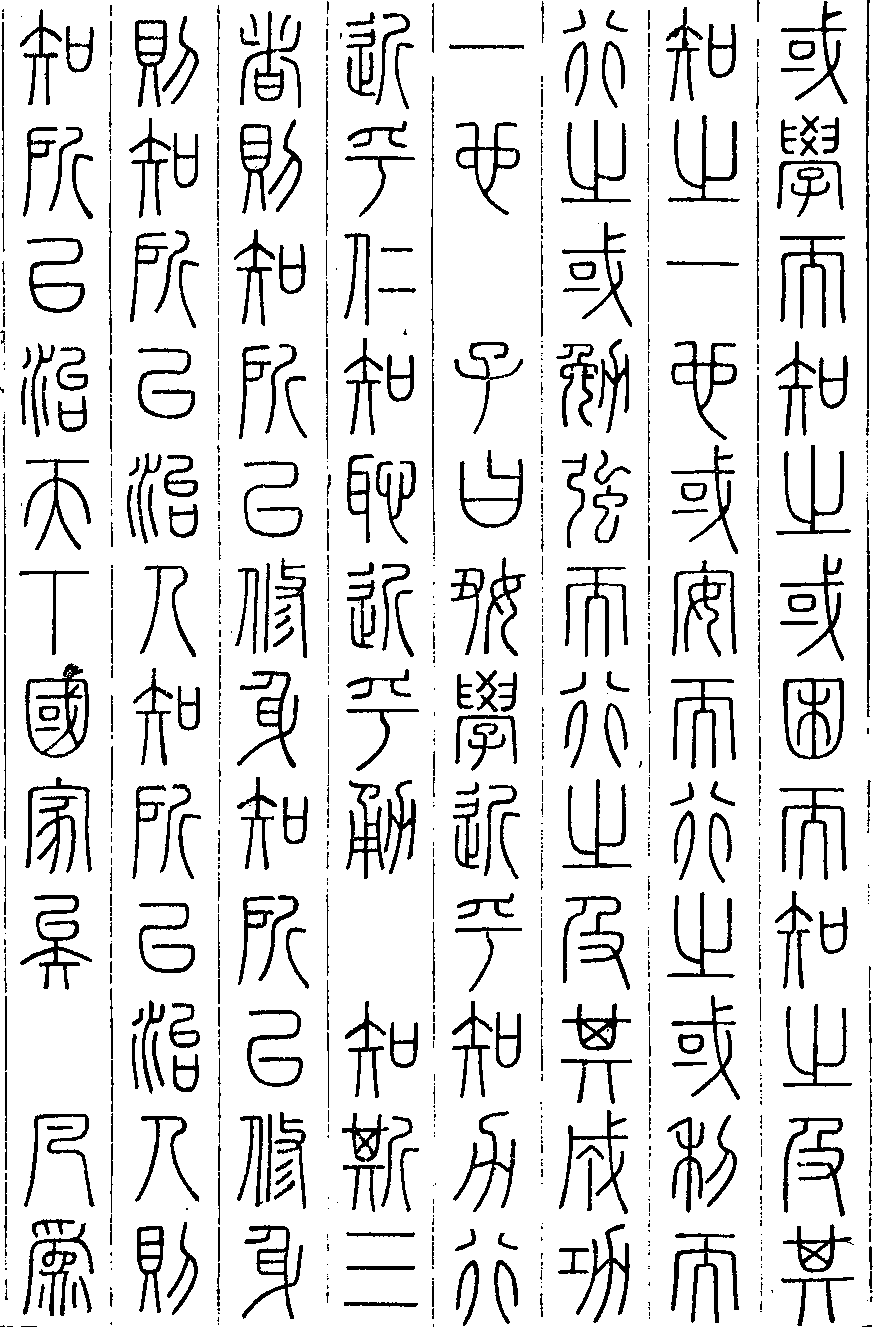 或學而知之或困而知之及其
知之一也或安而行之或利而
行之或勉強而行之及其成功
一也　子曰好學近乎知力行
近乎仁知恥近乎勇　知斯三
者則知所以修身知所以修身
則知所以治人知所以治人則
知所以治天下國家矣　凡為